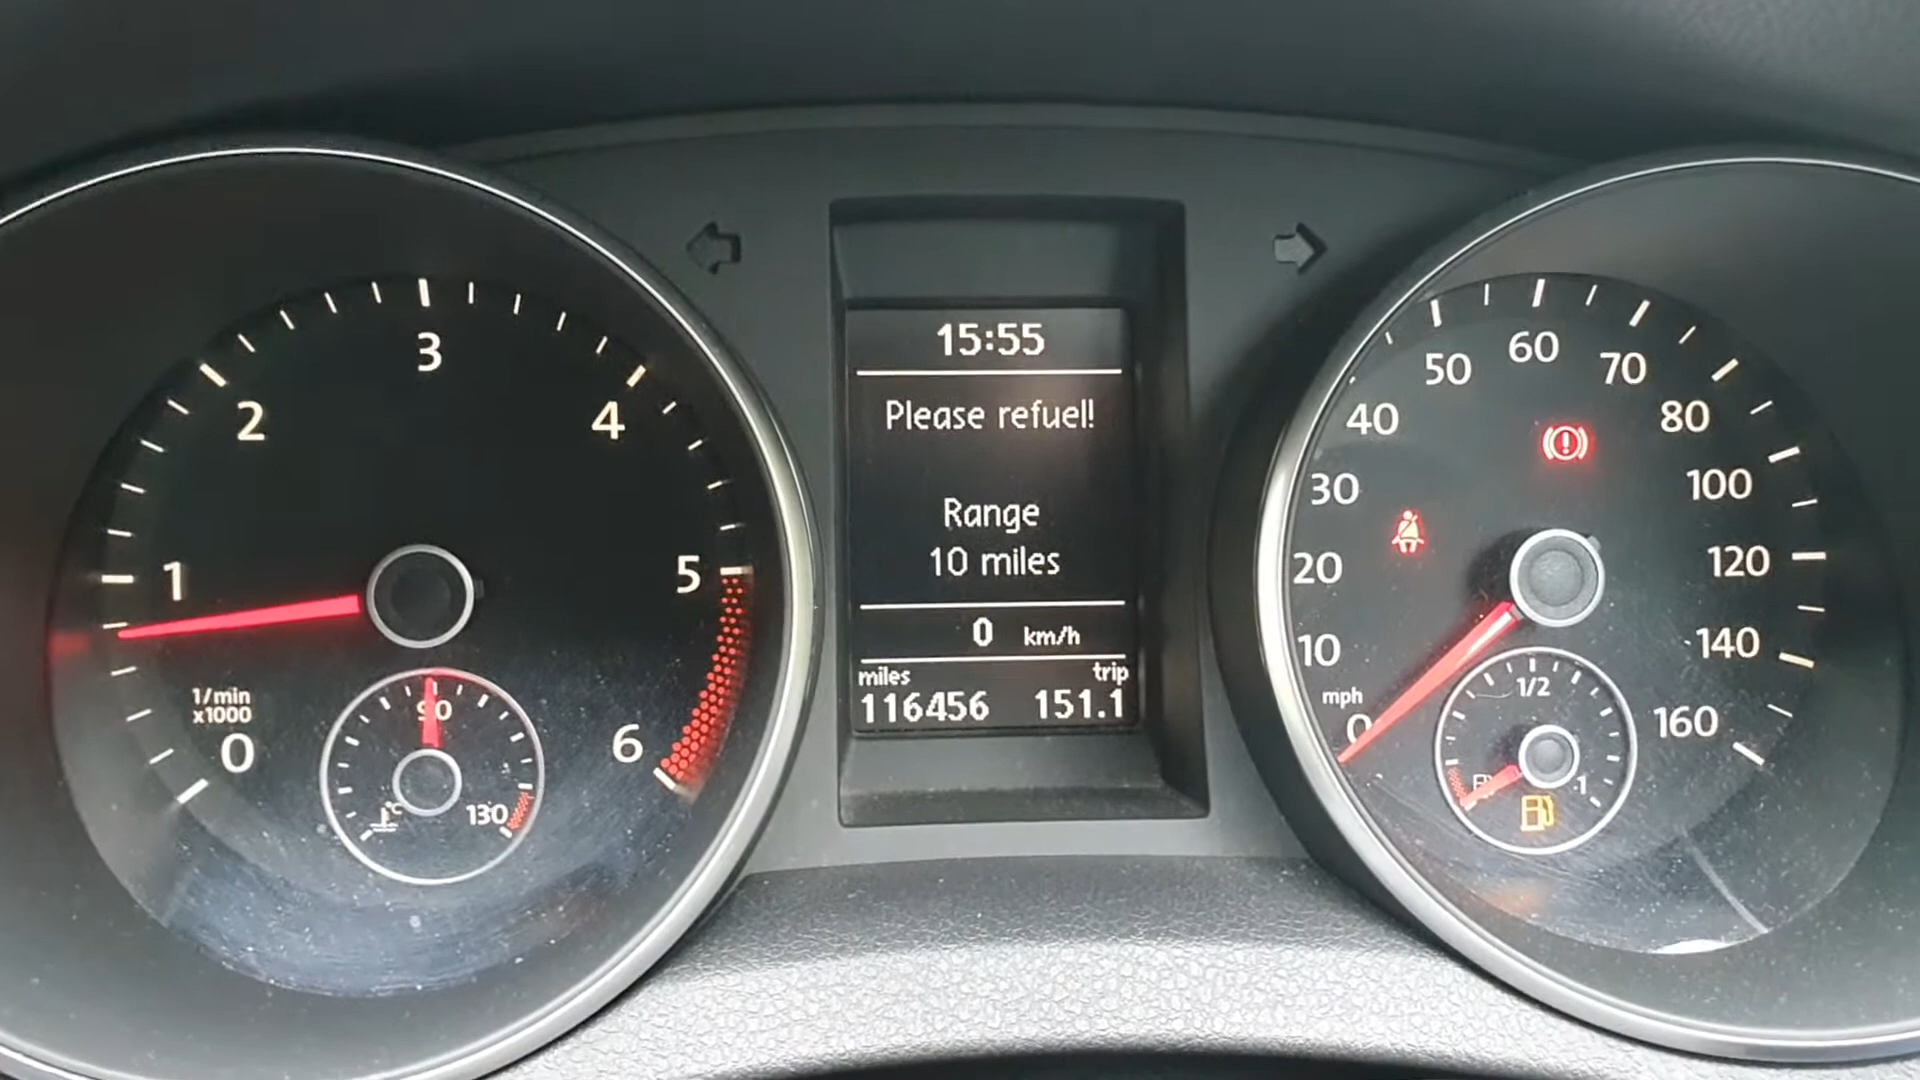 3
2
4
1
5
1/min
x1000
0
6
90
°C
130
15:55
Please refuel!
Range
10 miles
0 km/h
miles trip
116456 151.1
60
50
70
40
80
30
100
20
120
10
140
mph
0
160
1/2
1